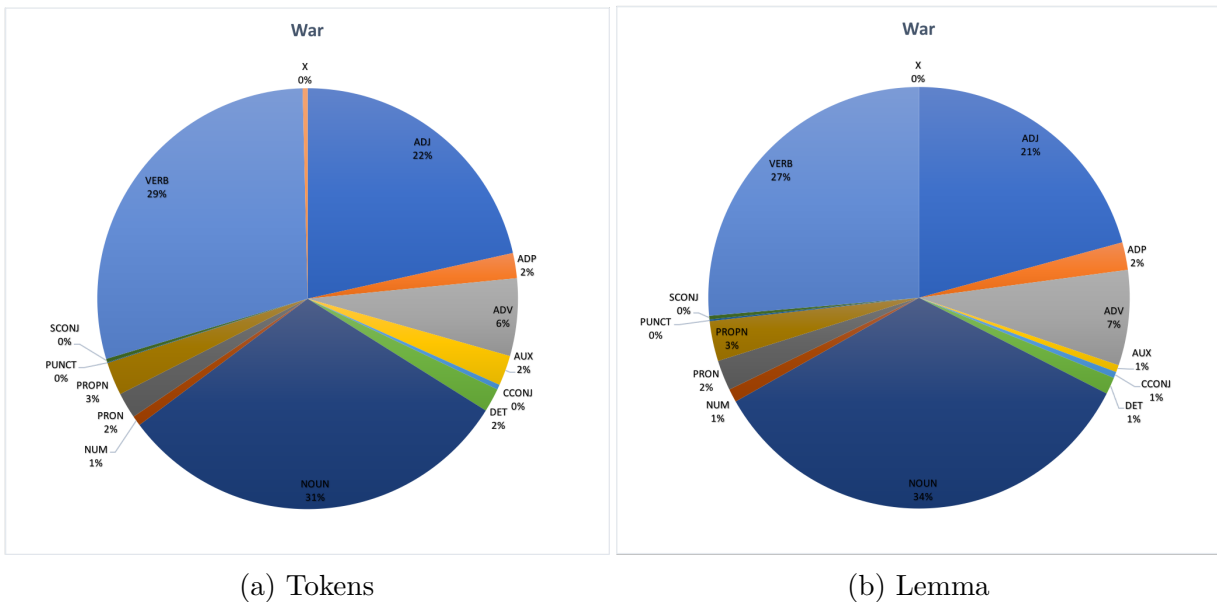 War
X
0%
ADJ
22%
ADP
2%
ADV
6%
AUX
2%
CCONJ
0%
DET
2%
NOUN
31%
NUM
1%
PRON
2%
PROPN
3%
PUNCT
0%
SCONJ
0%
VERB
29%
(a) Tokens
War
X
0%
ADJ
21%
ADP
2%
ADV
7%
AUX
1%
CCONJ
1%
DET
1%
NOUN
34%
NUM
1%
PRON
2%
PROPN
3%
PUNCT
0%
SCONJ
0%
VERB
27%
(b) Lemma